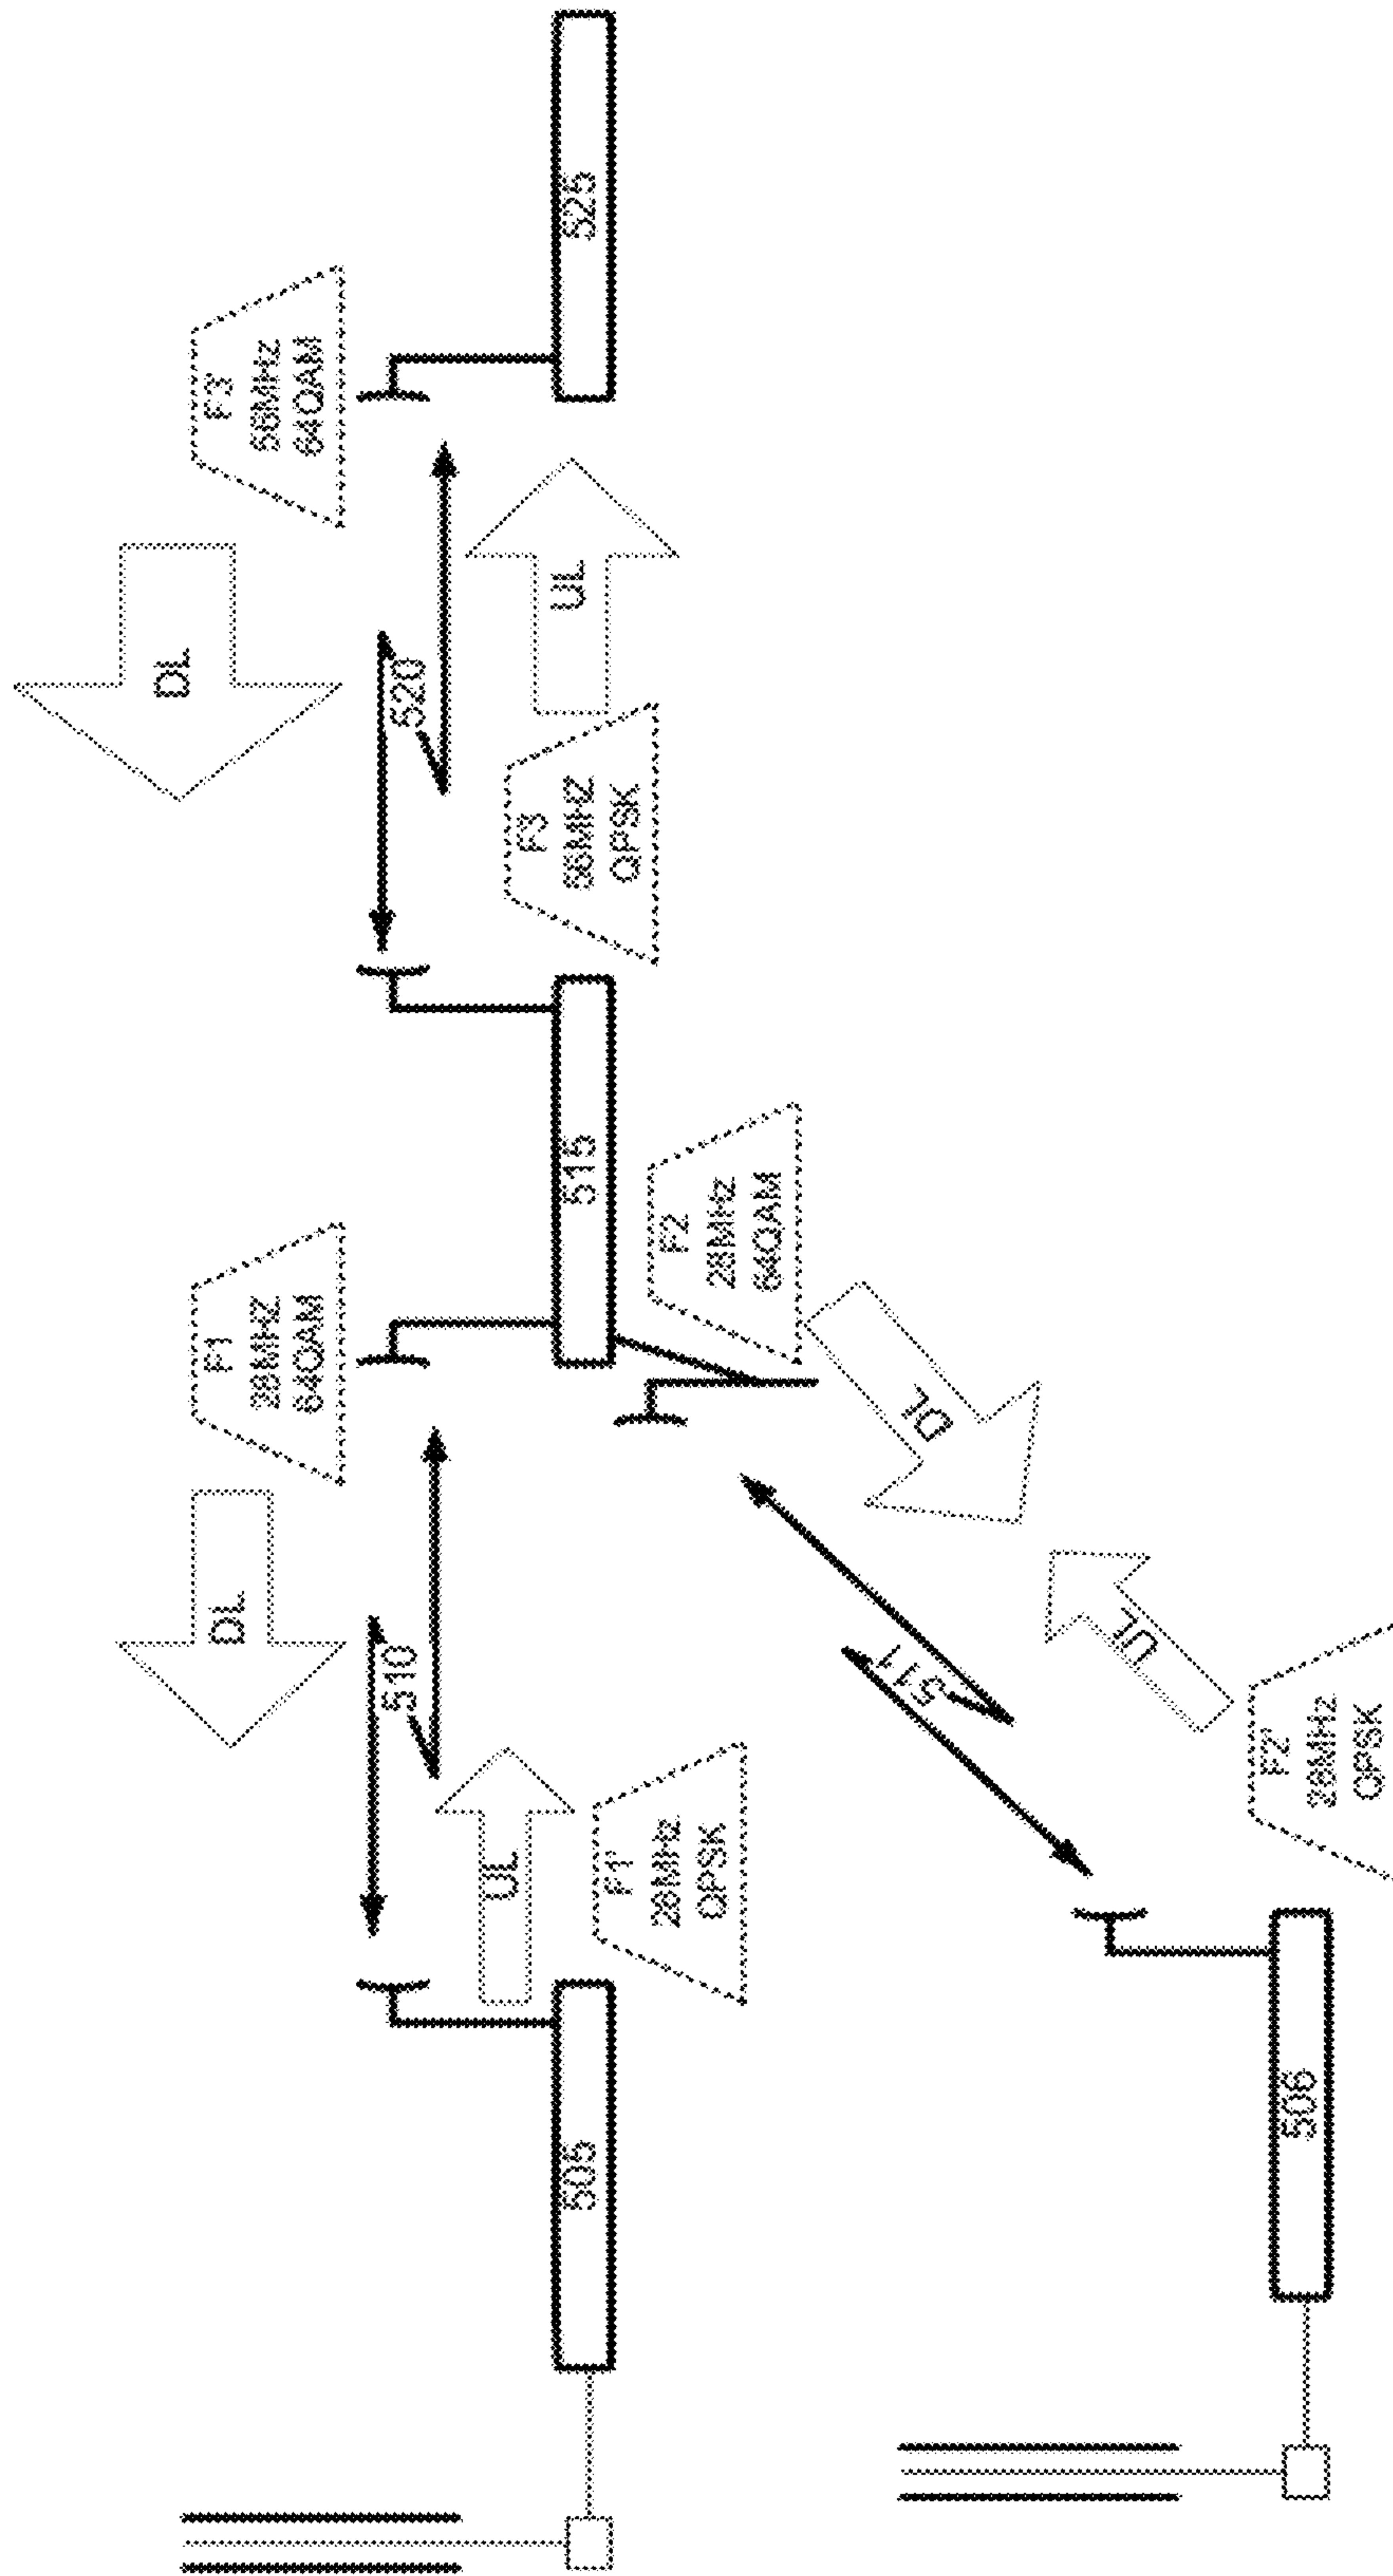 DL
DL
F1
28MHZ
64QAM
F3'
56MHz
64QAM
510
520
UL
F3
56MHZ
QPSK
UL
505
515
525
F1'
28MHz
QPSK
F2
28MHz
64QAM
DL
511
UL
F2'
28MHz
QPSK
506